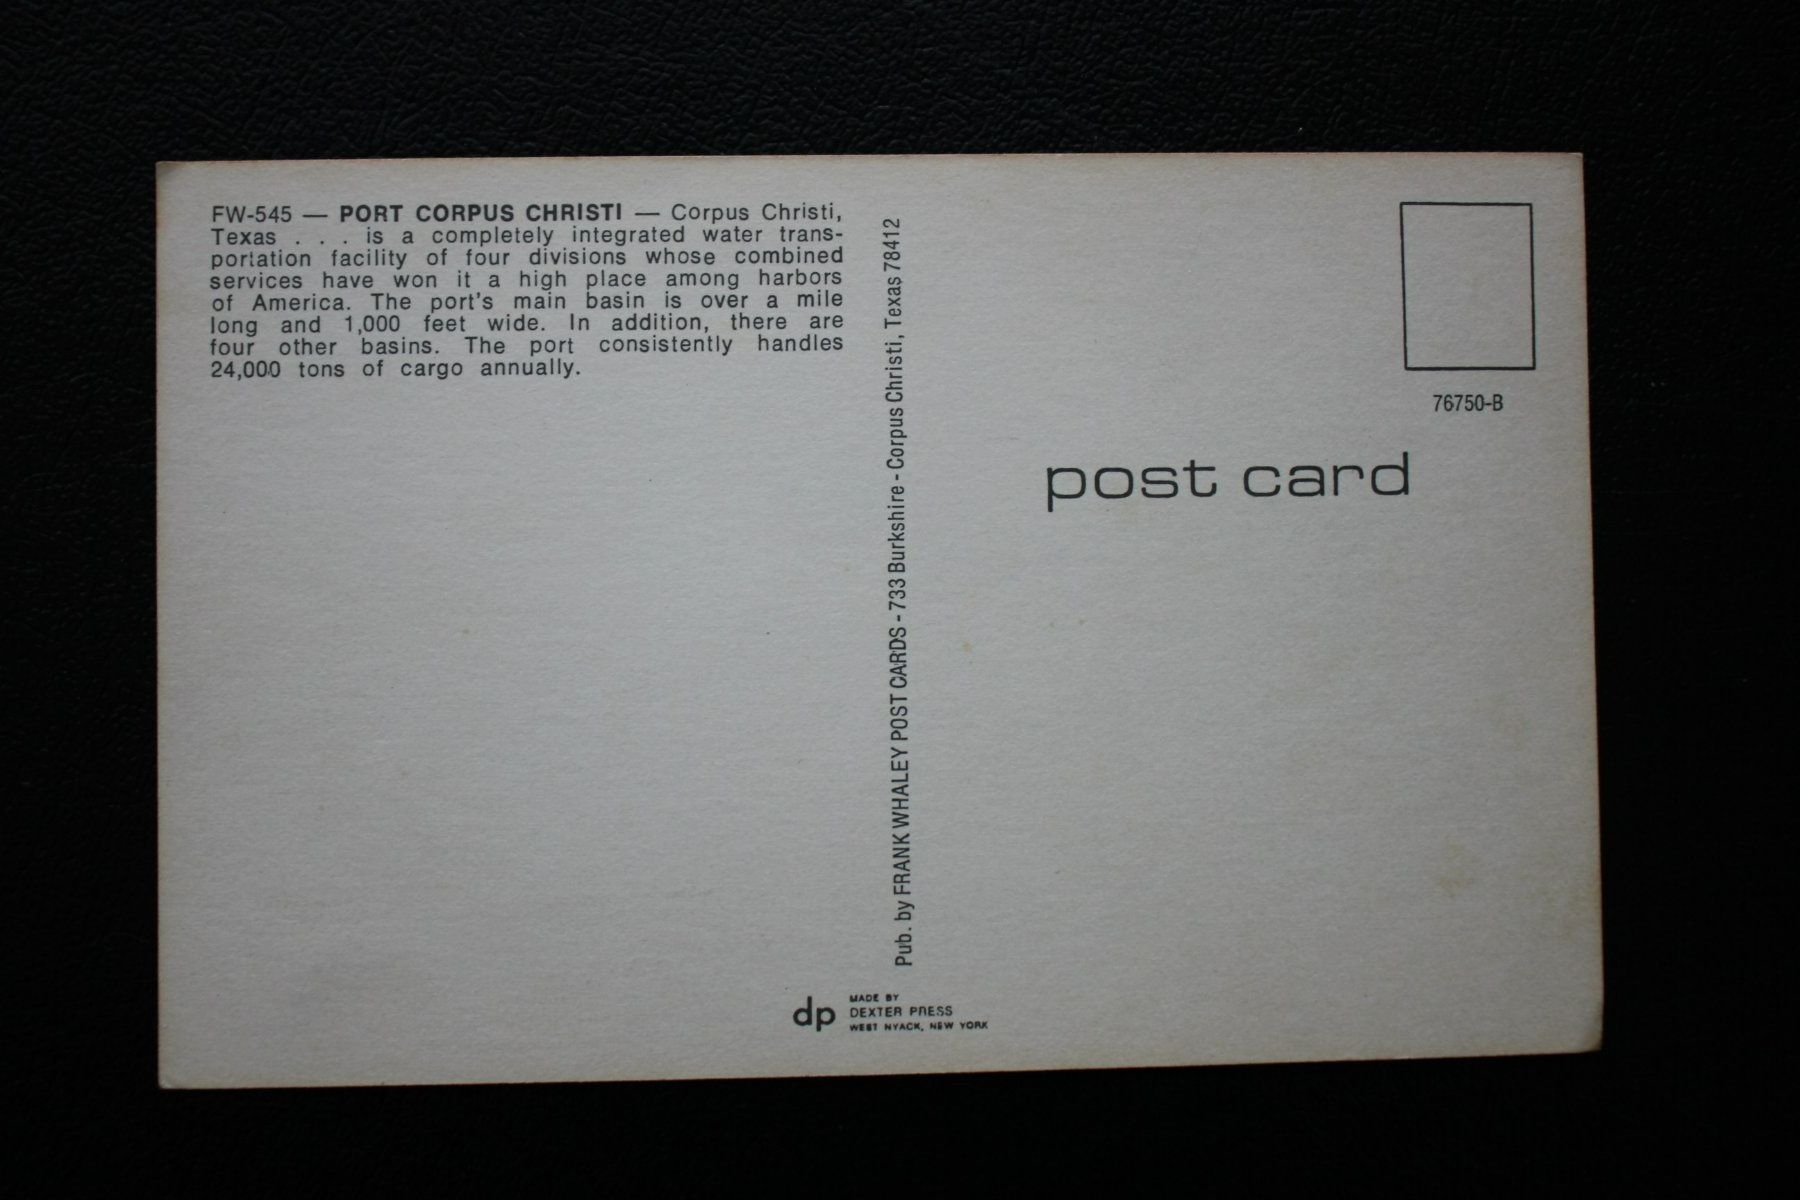 FW-545 — PORT CORPUS CHRISTI — Corpus Christi,
Texas . . . is a completely integrated water trans-
portation facility of four divisions whose combined
services have won it a high place among harbors
of America. The port's main basin is over a mile
long and 1,000 feet wide. In addition, there are
four other basins. The port consistently handles
24,000 tons of cargo annually.
Pub. by FRANK WHALEY POST CARDS - 733 Burkshire - Corpus Christi, Texas 78412
76750-B
post card
dp
MADE BY
DEXTER PRESS
WEST NYACK, NEW YORK